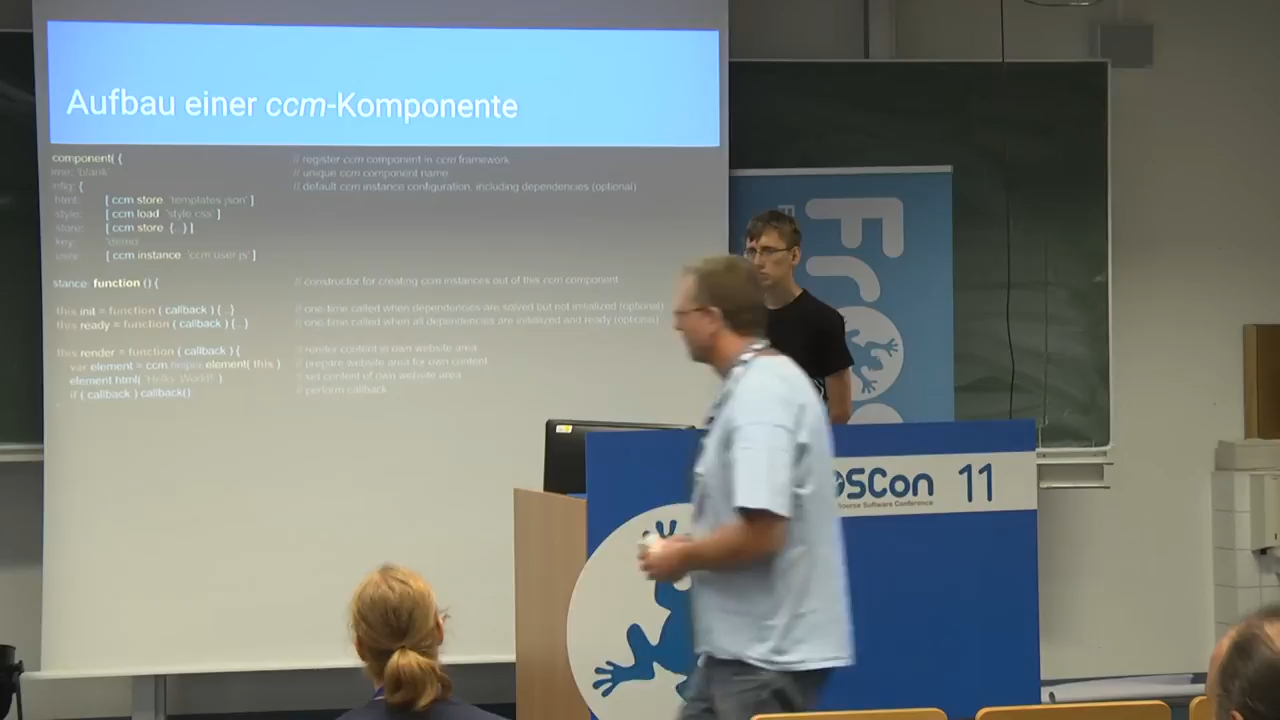 Aufbau einer ccm-Komponente
component( { // register ccm component in ccm framework
'blank' // unique ccm component name
{ // default ccm instance configuration, including dependencies (optional)
html: [ ccm store 'templates.json' ]
style: [ ccm load 'style.css' ]
store: [ ccm store {...} ]
key: 'demo'
user: [ ccm instance 'ccm.user.js' ]
stance: function () { // constructor for creating ccm instances out of this ccm component
this init = function ( callback ) {...} // one-time called when dependencies are solved but not initialized (optional)
this ready = function ( callback ) {...} // one-time called when all dependencies are initialized and ready (optional)
this render = function ( callback ) { // render content in own website area
var element = ccm helper element( this ) // prepare website area for own content
element html( 'Hello World!' ) // set content of own website area
if ( callback ) callback() // perform callback
FrOS
OSCon 11
Source Software Conference